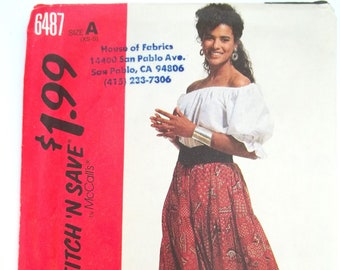 6487
SIZE A
(XS-S)
House of Fabrics
14400 San Pablo Ave.
San Pablo, CA 94806
(415) 233-7306
$1.99
STITCH 'N SAVE
by McCall's